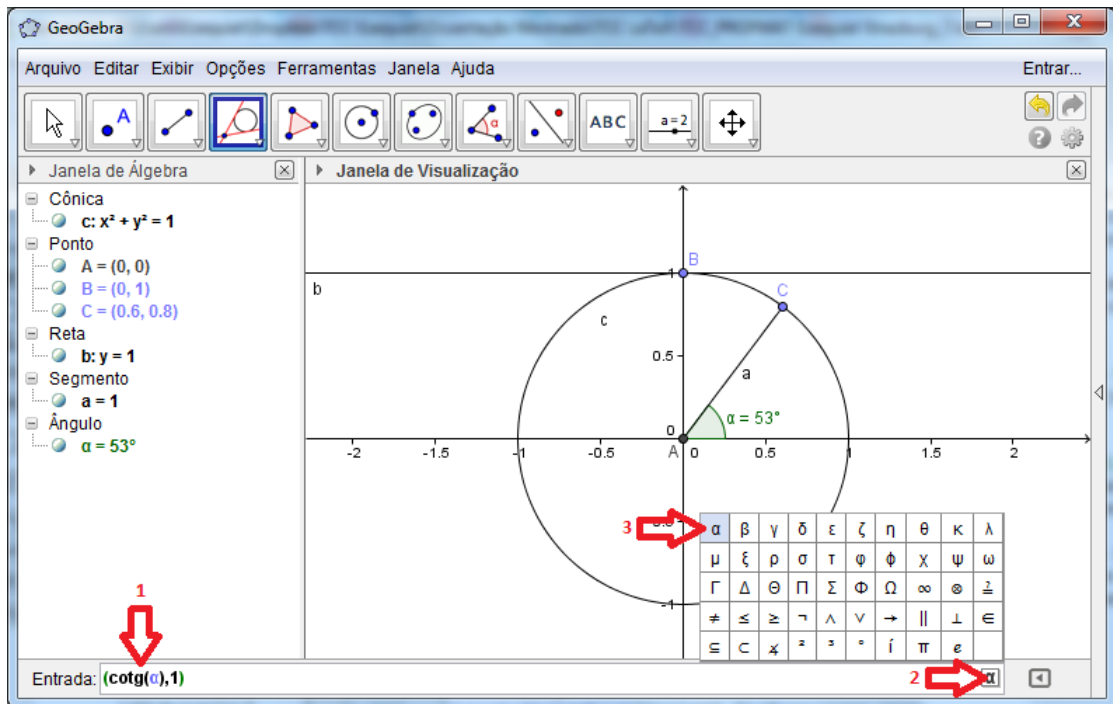 GeoGebra
Arquivo Editar Exibir Opções Ferramentas Janela Ajuda
Entrar...
A
α
ABC
a=2
Janela de Álgebra
Janela de Visualização
Cônica
c: x² + y² = 1
Ponto
A = (0, 0)
B = (0, 1)
C = (0.6, 0.8)
Reta
b: y = 1
Segmento
a = 1
Ângulo
α = 53°
B
1
b
C
c
0.5
a
α = 53°
0
-2 -1.5 -1 -0.5 A 0 0.5 1 1.5 2
-1
3
α β γ δ ε ζ η θ κ λ
μ ξ ρ σ τ φ ϕ χ ψ ω
Γ Δ Θ Π Σ Φ Ω ∞ ⊗ ≟
≠ ≤ ≥ ¬ ∧ ∨ → ∥ ⊥ ∈
⊆ ⊂ ∡ ² ³ ° í π ℯ
1
Entrada: (cotg(α),1)
2
α